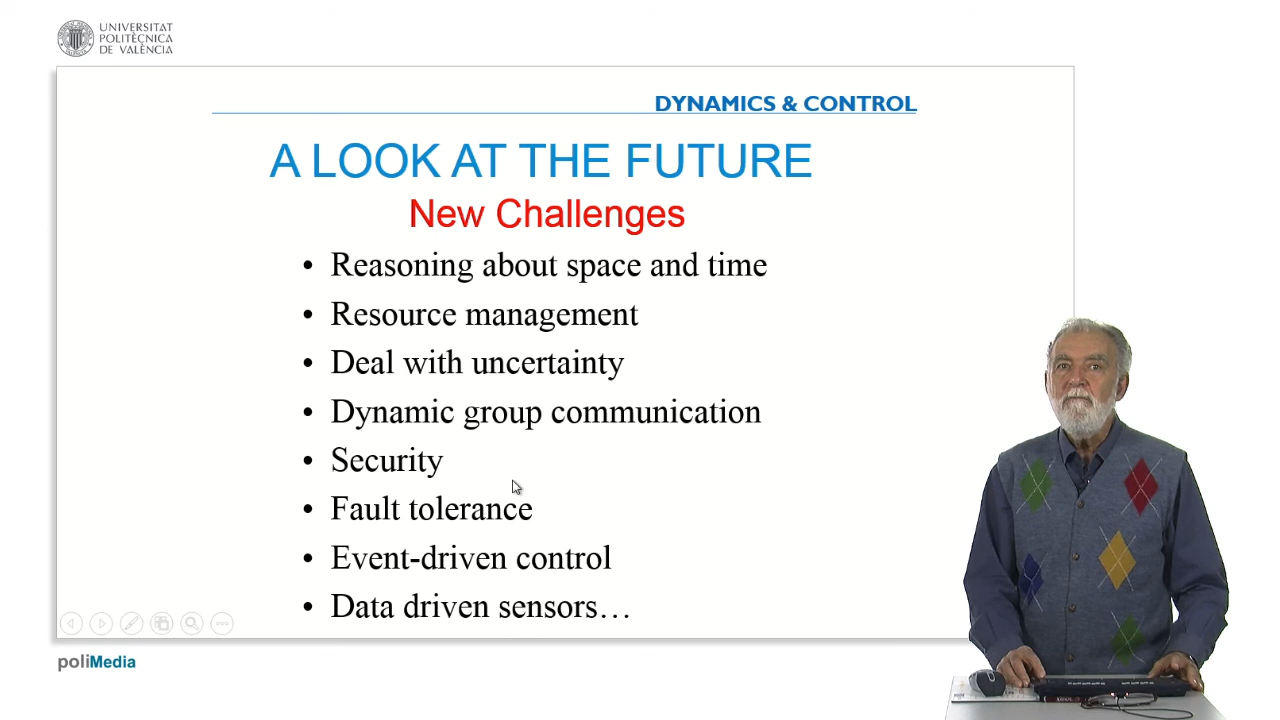 UNIVERSITAT
POLITÈCNICA
DE VALÈNCIA
DYNAMICS & CONTROL
A LOOK AT THE FUTURE
New Challenges
• Reasoning about space and time
• Resource management
• Deal with uncertainty
• Dynamic group communication
• Security
• Fault tolerance
• Event-driven control
• Data driven sensors…
poliMedia